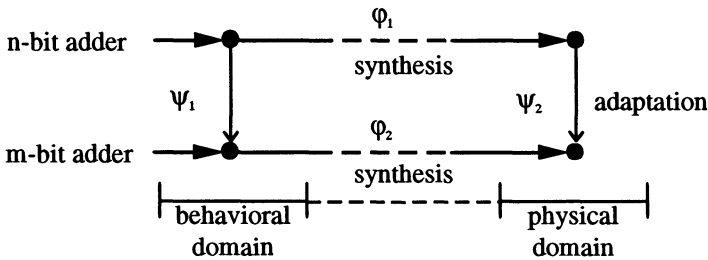 φ₁
n-bit adder
synthesis
ψ₁
ψ₂ adaptation
φ₂
m-bit adder
synthesis
behavioral domain
physical domain